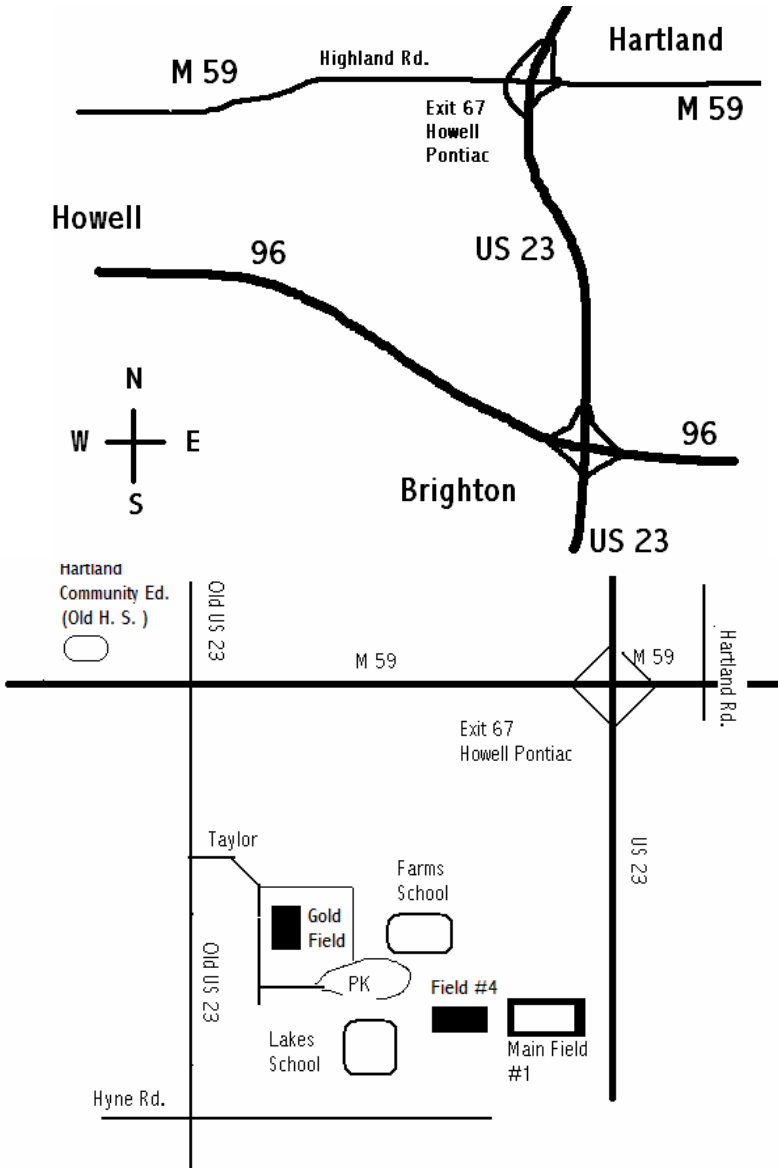 Hartland
M 59
Highland Rd.
M 59
Exit 67
Howell
Pontiac
Howell
96
US 23
N
W
E
S
96
Brighton
US 23
Hartland
Community Ed.
(Old H. S. )
Old US 23
M 59
M 59
Hartland Rd.
Exit 67
Howell Pontiac
Taylor
US 23
Farms
School
Gold
Field
Old US 23
PK
Field #4
Lakes
School
Main Field
#1
Hyne Rd.